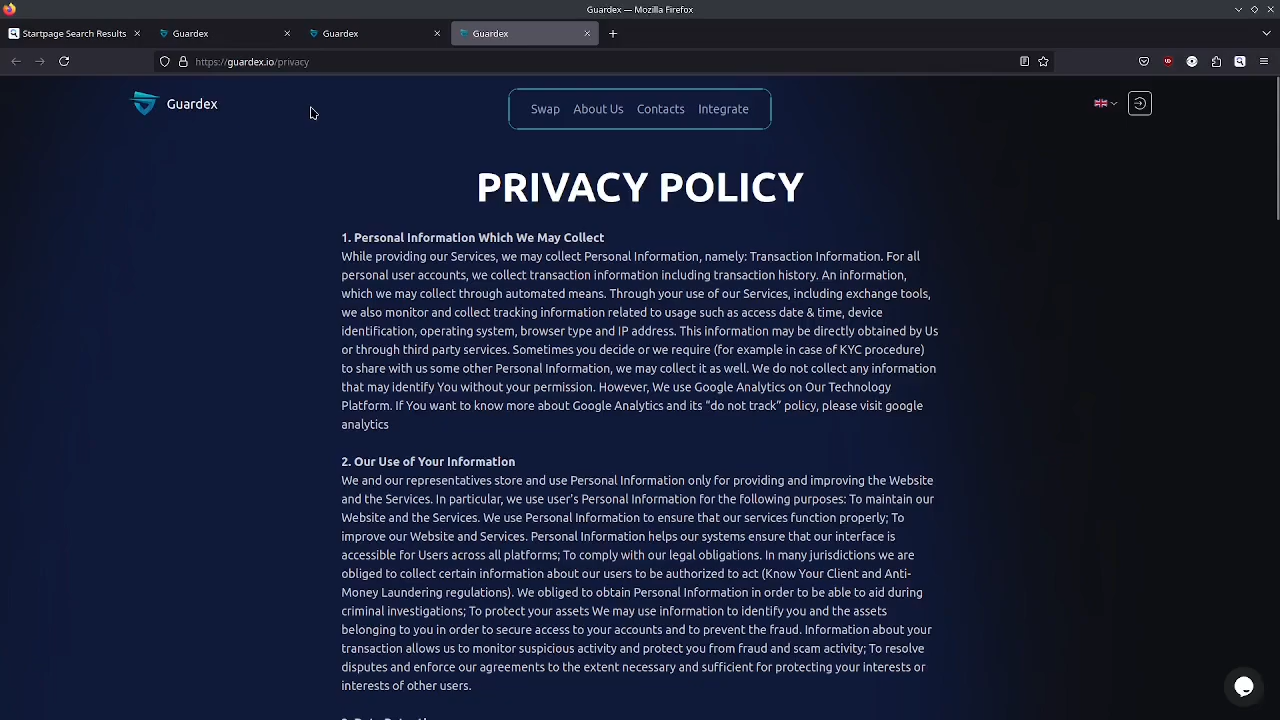 Guardex — Mozilla Firefox
Startpage Search Results
Guardex
Guardex
Guardex
https://guardex.io/privacy
Guardex
Swap About Us Contacts Integrate
PRIVACY POLICY
1. Personal Information Which We May Collect
While providing our Services, we may collect Personal Information, namely: Transaction Information. For all
personal user accounts, we collect transaction information including transaction history. An information,
which we may collect through automated means. Through your use of our Services, including exchange tools,
we also monitor and collect tracking information related to usage such as access date & time, device
identification, operating system, browser type and IP address. This information may be directly obtained by Us
or through third party services. Sometimes you decide or we require (for example in case of KYC procedure)
to share with us some other Personal Information, we may collect it as well. We do not collect any information
that may identify You without your permission. However, We use Google Analytics on Our Technology
Platform. If You want to know more about Google Analytics and its “do not track” policy, please visit google
analytics
2. Our Use of Your Information
We and our representatives store and use Personal Information only for providing and improving the Website
and the Services. In particular, we use user’s Personal Information for the following purposes: To maintain our
Website and the Services. We use Personal Information to ensure that our services function properly; To
improve our Website and Services. Personal Information helps our systems ensure that our interface is
accessible for Users across all platforms; To comply with our legal obligations. In many jurisdictions we are
obliged to collect certain information about our users to be authorized to act (Know Your Client and Anti-
Money Laundering regulations). We obliged to obtain Personal Information in order to be able to aid during
criminal investigations; To protect your assets We may use information to identify you and the assets
belonging to you in order to secure access to your accounts and to prevent the fraud. Information about your
transaction allows us to monitor suspicious activity and protect you from fraud and scam activity; To resolve
disputes and enforce our agreements to the extent necessary and sufficient for protecting your interests or
interests of other users.